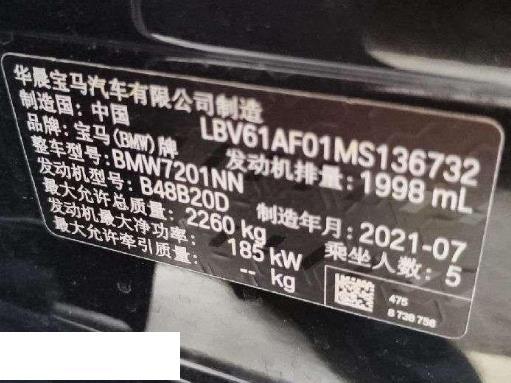 华晨宝马汽车有限公司制造
制造国: 中国 LBV61AF01MS136732
品牌: 宝马(BMW)牌 发动机排量: 1998 mL
整车型号: BMW7201NN
发动机型号: B48B20D 制造年月: 2021-07
最大允许总质量: 2260 kg 乘坐人数: 5
发动机最大净功率: 185 kW
最大允许牵引质量: -- kg
475
8 739 756